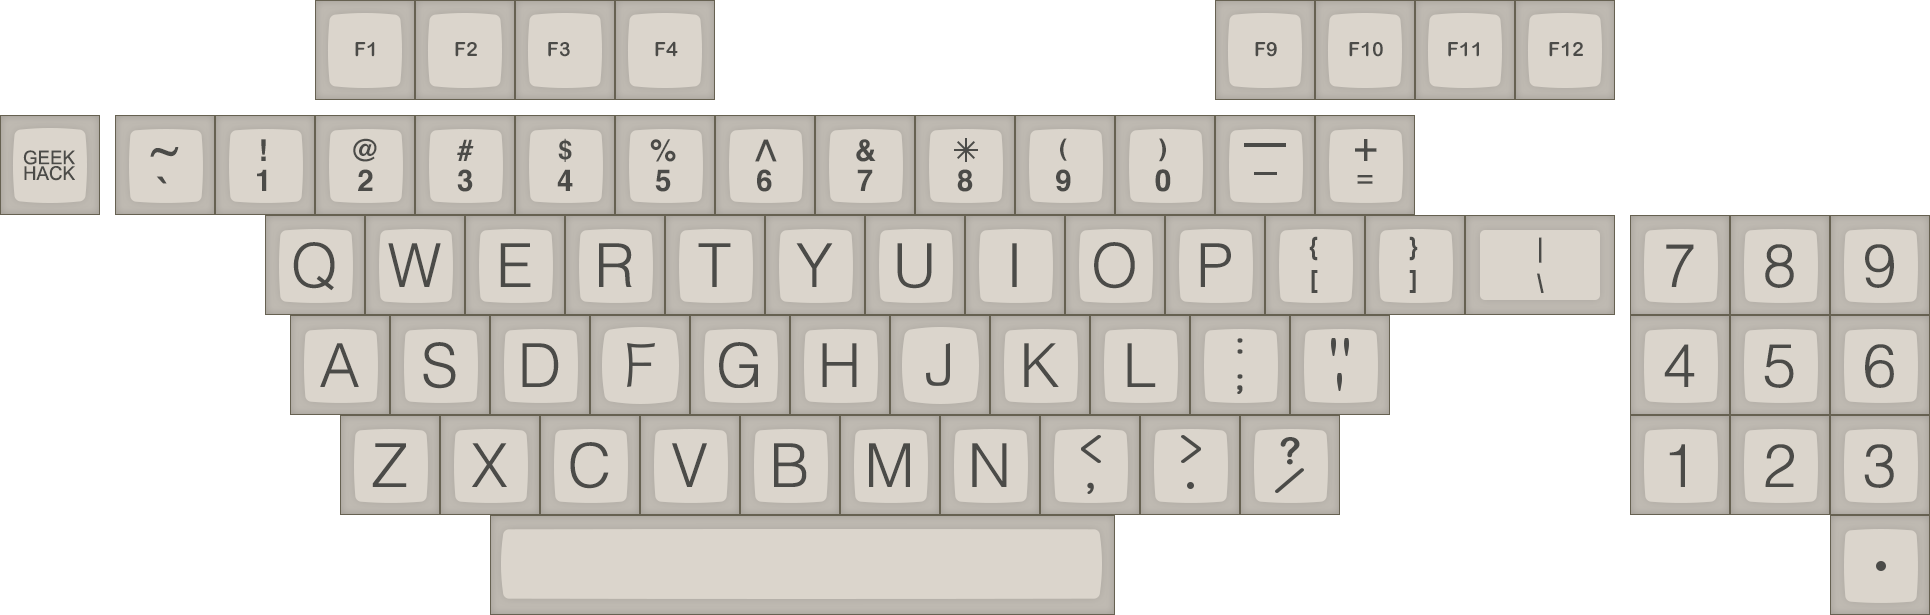 F1 F2 F3 F4 F9 F10 F11 F12
GEEK
HACK
~ ! @ # $ % ^ & * ( ) _ +
` 1 2 3 4 5 6 7 8 9 0 - =
Q W E R T Y U I O P { } | 7 8 9
[ ] \
A S D F G H J K L : " 4 5 6
; '
Z X C V B M N < > ? 1 2 3
, . /
.